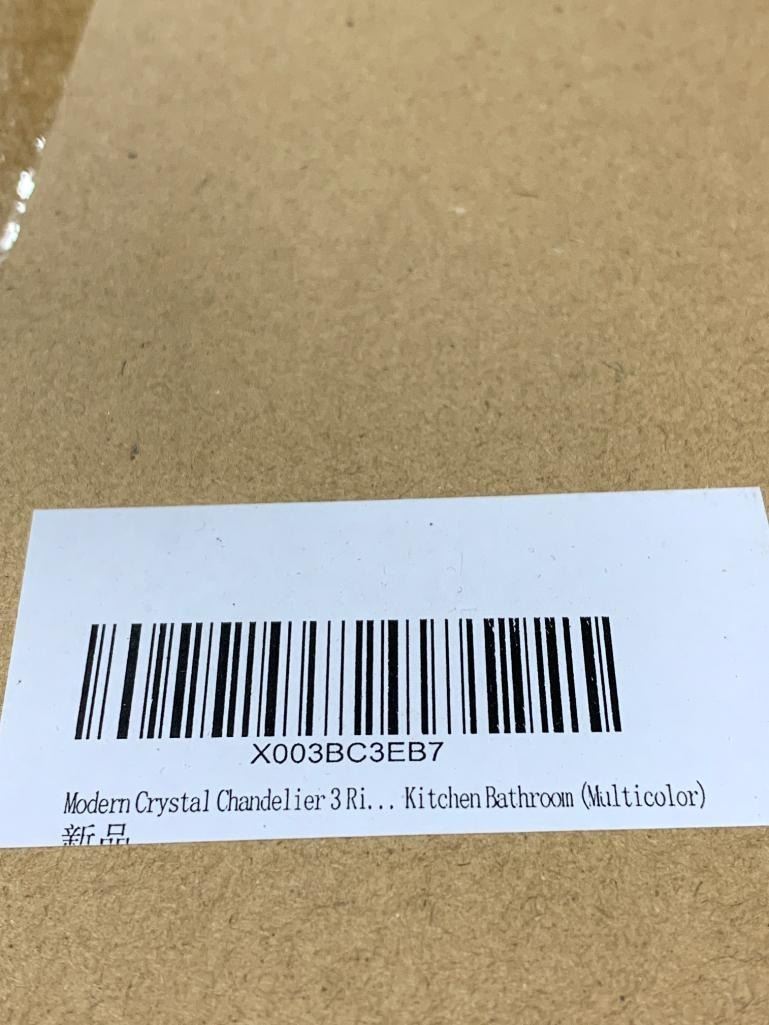 X003BC3EB7
Modern Crystal Chandelier 3 Ri... Kitchen Bathroom (Multicolor)
新品